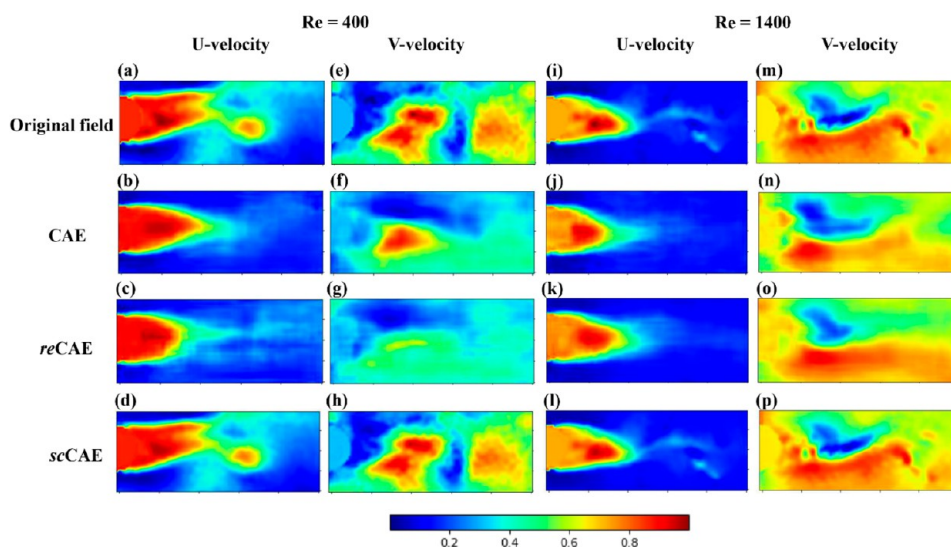 Re = 400 Re = 1400
U-velocity V-velocity U-velocity V-velocity
(a) (e) (i) (m)
Original field
(b) (f) (j) (n)
CAE
(c) (g) (k) (o)
reCAE
(d) (h) (l) (p)
scCAE
0.2 0.4 0.6 0.8